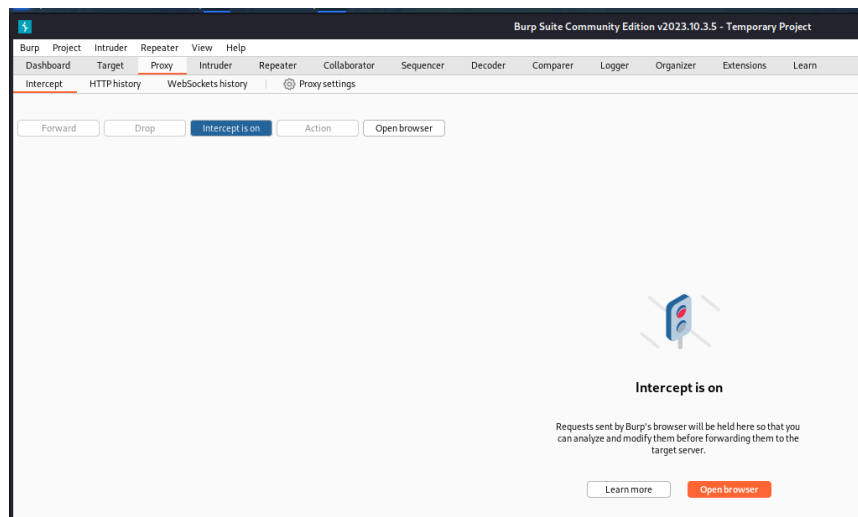 Burp Suite Community Edition v2023.10.3.5 - Temporary Project
Burp Project Intruder Repeater View Help
Dashboard Target Proxy Intruder Repeater Collaborator Sequencer Decoder Comparer Logger Organizer Extensions Learn
Intercept HTTP history WebSockets history Proxy settings
Forward Drop Intercept is on Action Open browser
Intercept is on
Requests sent by Burp's browser will be held here so that you
can analyze and modify them before forwarding them to the
target server.
Learn more Open browser